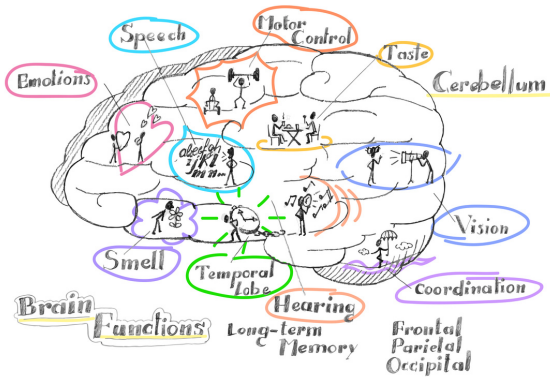 Speech
Motor
Control
Taste
Emotions
Cerebellum
Vision
Smell
Temporal
Lobe
Coordination
Hearing
Brain
Functions
Long-term
Memory
Frontal
Parietal
Occipital